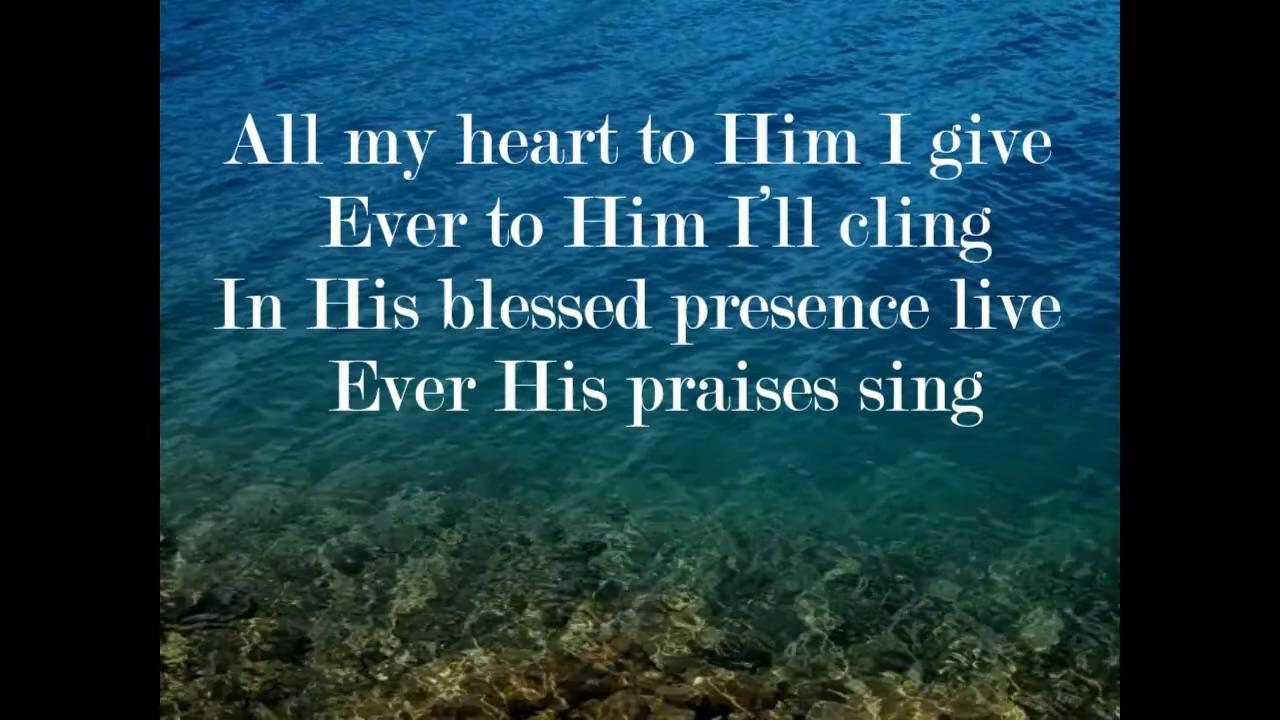 All my heart to Him I give
Ever to Him I’ll cling
In His blessed presence live
Ever His praises sing